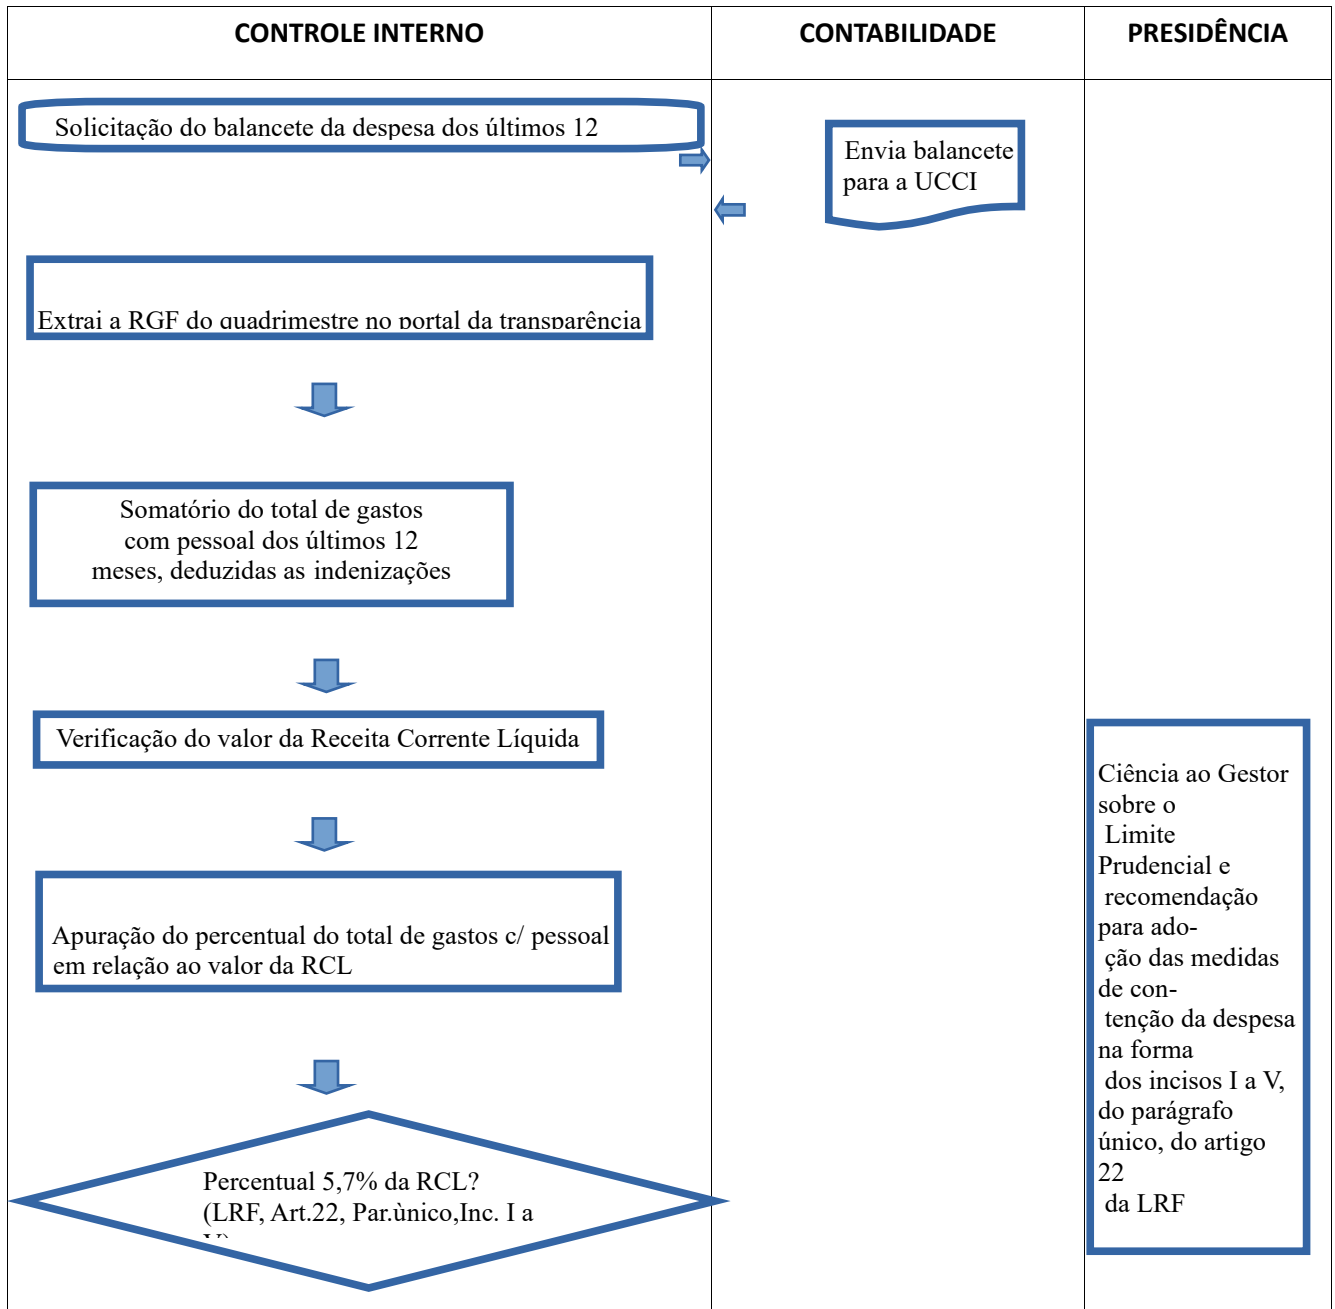 CONTROLE INTERNO
CONTABILIDADE
PRESIDÊNCIA
Solicitação do balancete da despesa dos últimos 12
Envia balancete
para a UCCI
Extrai a RGF do quadrimestre no portal da transparência
Somatório do total de gastos
com pessoal dos últimos 12
meses, deduzidas as indenizações
Verificação do valor da Receita Corrente Líquida
Apuração do percentual do total de gastos c/ pessoal
em relação ao valor da RCL
Percentual 5,7% da RCL?
(LRF, Art.22, Par.ùnico,Inc. I a
V)
Ciência ao Gestor
sobre o
Limite
Prudencial e
recomendação
para ado-
ção das medidas
de con-
tenção da despesa
na forma
dos incisos I a V,
do parágrafo
único, do artigo
22
da LRF